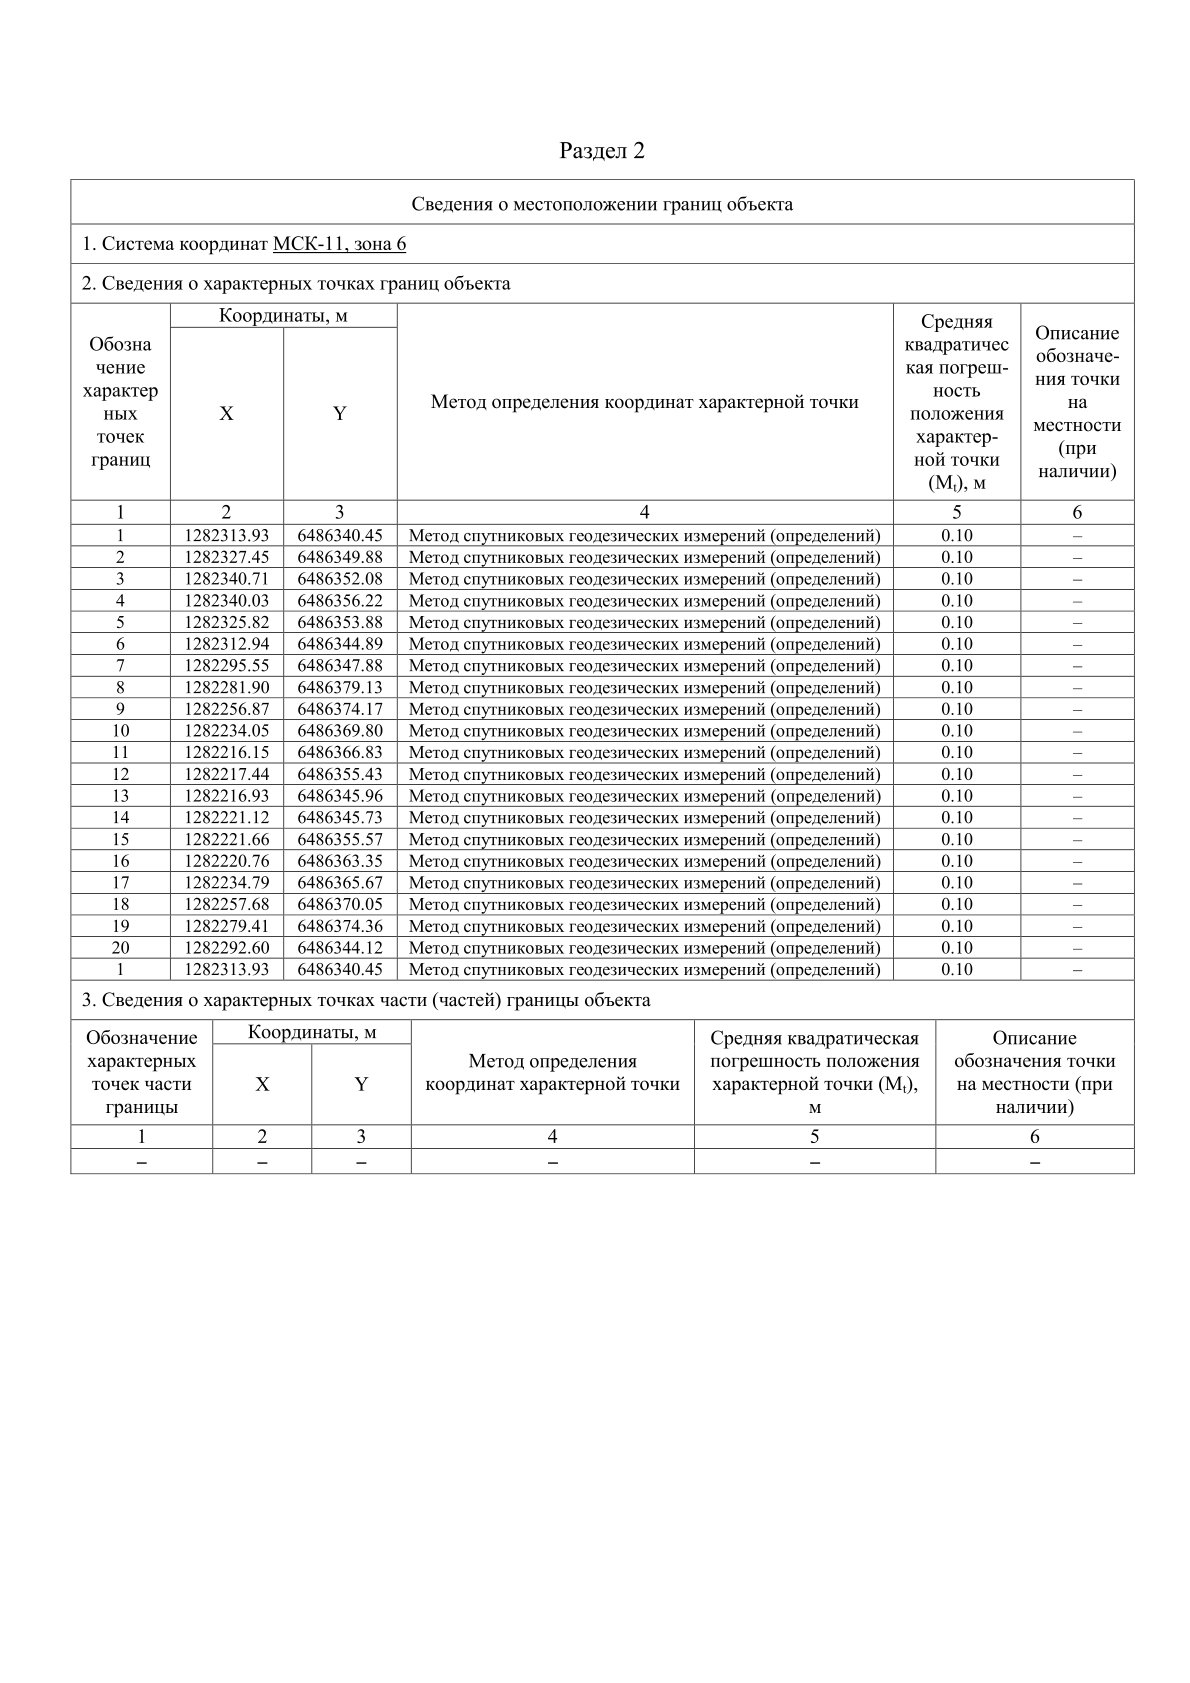 Раздел 2
Сведения о местоположении границ объекта
1. Система координат МСК-11, зона 6
2. Сведения о характерных точках границ объекта
Обозна
чение
характер
ных
точек
границ
Координаты, м
X
Y
Метод определения координат характерной точки
Средняя
квадратичес
кая погреш-
ность
положения
характер-
ной точки
(Mt), м
Описание
обозначе-
ния точки
на
местности
(при
наличии)
1 2 3 4 5 6
1 1282313.93 6486340.45 Метод спутниковых геодезических измерений (определений) 0.10 –
2 1282327.45 6486349.88 Метод спутниковых геодезических измерений (определений) 0.10 –
3 1282340.71 6486352.08 Метод спутниковых геодезических измерений (определений) 0.10 –
4 1282340.03 6486356.22 Метод спутниковых геодезических измерений (определений) 0.10 –
5 1282325.82 6486353.88 Метод спутниковых геодезических измерений (определений) 0.10 –
6 1282312.94 6486344.89 Метод спутниковых геодезических измерений (определений) 0.10 –
7 1282295.55 6486347.88 Метод спутниковых геодезических измерений (определений) 0.10 –
8 1282281.90 6486379.13 Метод спутниковых геодезических измерений (определений) 0.10 –
9 1282256.87 6486374.17 Метод спутниковых геодезических измерений (определений) 0.10 –
10 1282234.05 6486369.80 Метод спутниковых геодезических измерений (определений) 0.10 –
11 1282216.15 6486366.83 Метод спутниковых геодезических измерений (определений) 0.10 –
12 1282217.44 6486355.43 Метод спутниковых геодезических измерений (определений) 0.10 –
13 1282216.93 6486345.96 Метод спутниковых геодезических измерений (определений) 0.10 –
14 1282221.12 6486345.73 Метод спутниковых геодезических измерений (определений) 0.10 –
15 1282221.66 6486355.57 Метод спутниковых геодезических измерений (определений) 0.10 –
16 1282220.76 6486363.35 Метод спутниковых геодезических измерений (определений) 0.10 –
17 1282234.79 6486365.67 Метод спутниковых геодезических измерений (определений) 0.10 –
18 1282257.68 6486370.05 Метод спутниковых геодезических измерений (определений) 0.10 –
19 1282279.41 6486374.36 Метод спутниковых геодезических измерений (определений) 0.10 –
20 1282292.60 6486344.12 Метод спутниковых геодезических измерений (определений) 0.10 –
1 1282313.93 6486340.45 Метод спутниковых геодезических измерений (определений) 0.10 –
3. Сведения о характерных точках части (частей) границы объекта
Обозначение
характерных
точек части
границы
Координаты, м
X
Y
Метод определения
координат характерной точки
Средняя квадратическая
погрешность положения
характерной точки (Mt),
м
Описание
обозначения точки
на местности (при
наличии)
1 2 3 4 5 6
– – – – – –